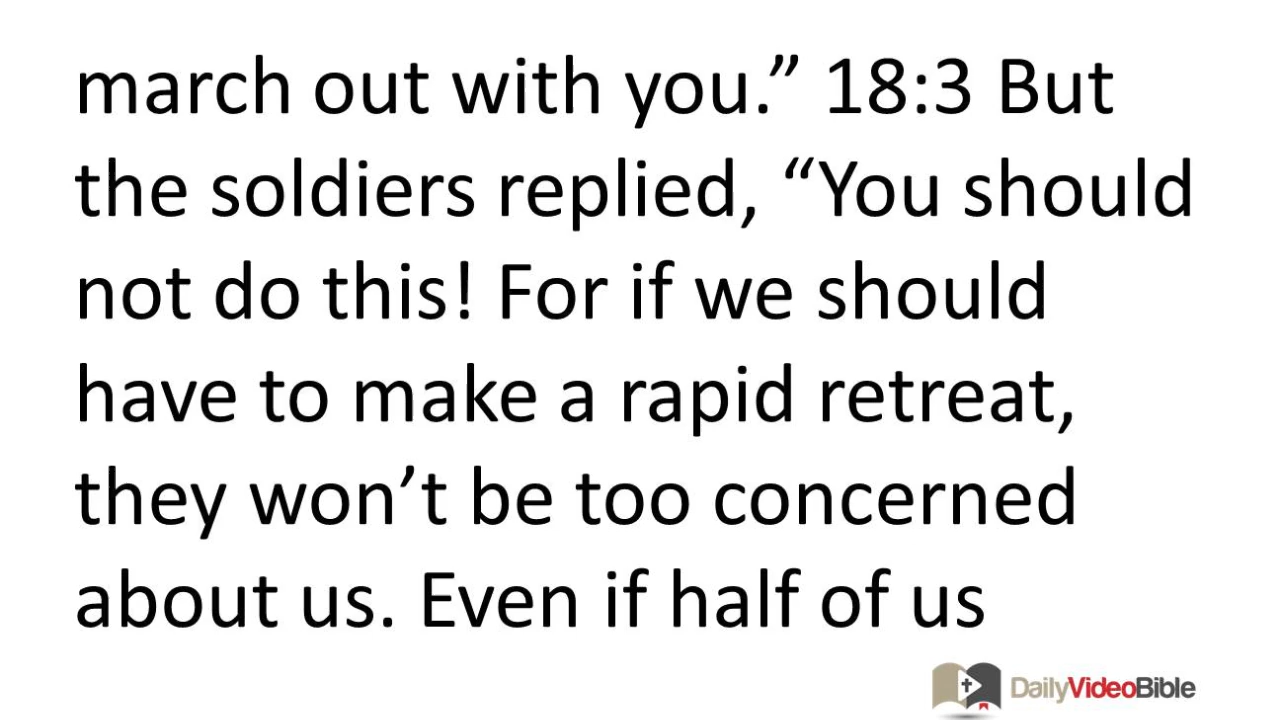 march out with you.” 18:3 But
the soldiers replied, “You should
not do this! For if we should
have to make a rapid retreat,
they won’t be too concerned
about us. Even if half of us
DailyVideoBible